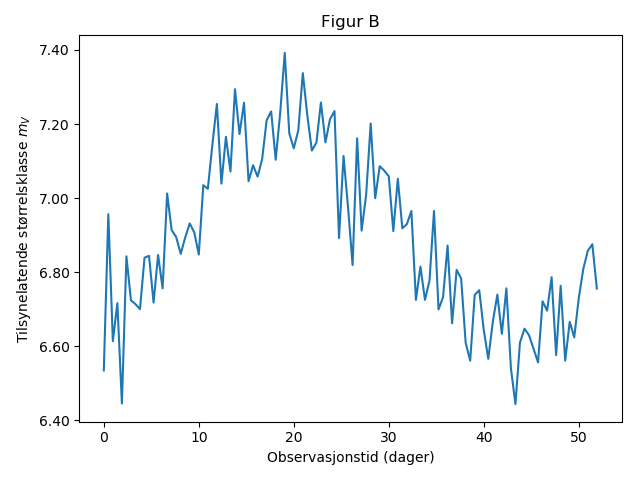 Figur B
7.40
7.20
7.00
6.80
6.60
6.40
Tilsynelatende størrelsklasse m_V
0 10 20 30 40 50
Observasjonstid (dager)